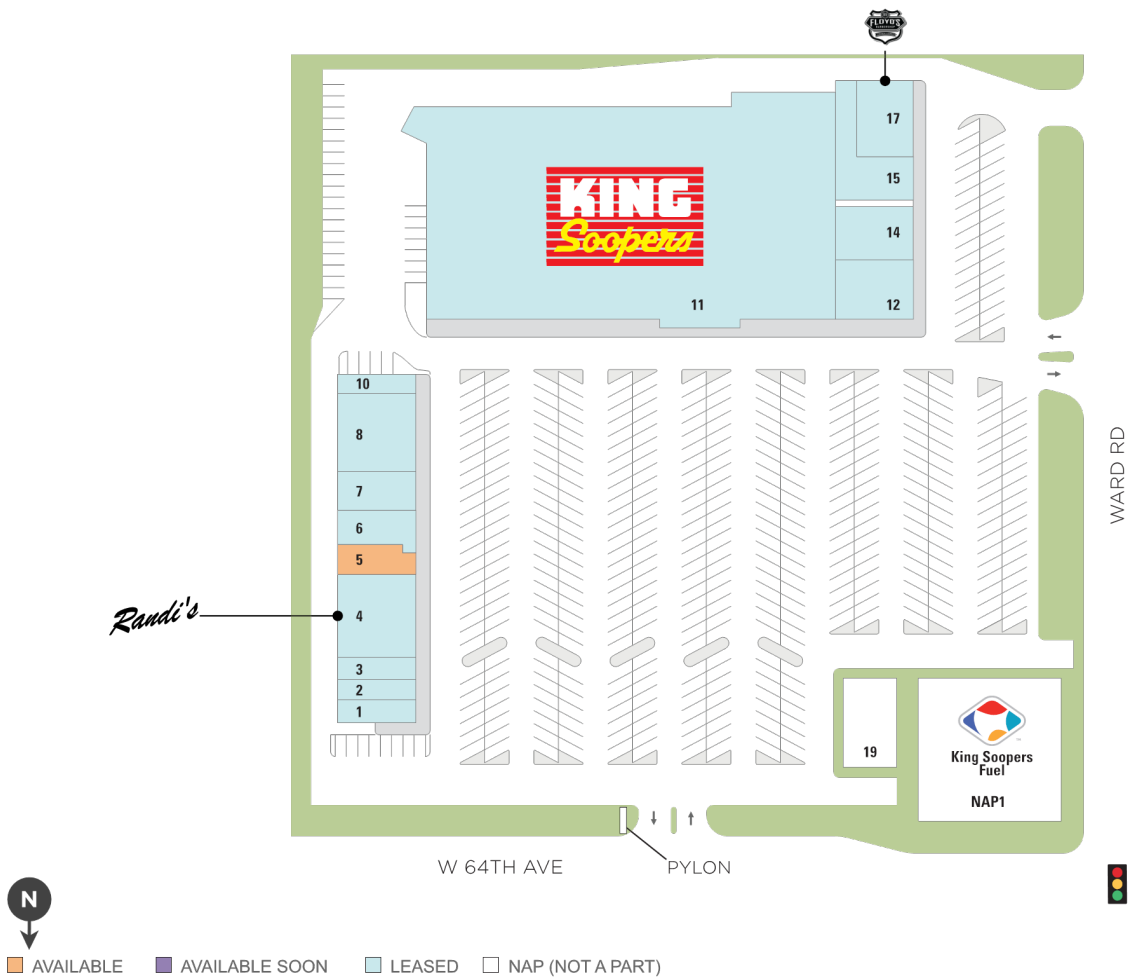 FLOYD'S
17
15
KING
Soopers
14
11
12
10
8
7
WARD RD
6
5
Randi's
4
3
2
1
19
King Soopers
Fuel
NAP1
W 64TH AVE
PYLON
N
AVAILABLE
AVAILABLE SOON
LEASED
NAP (NOT A PART)